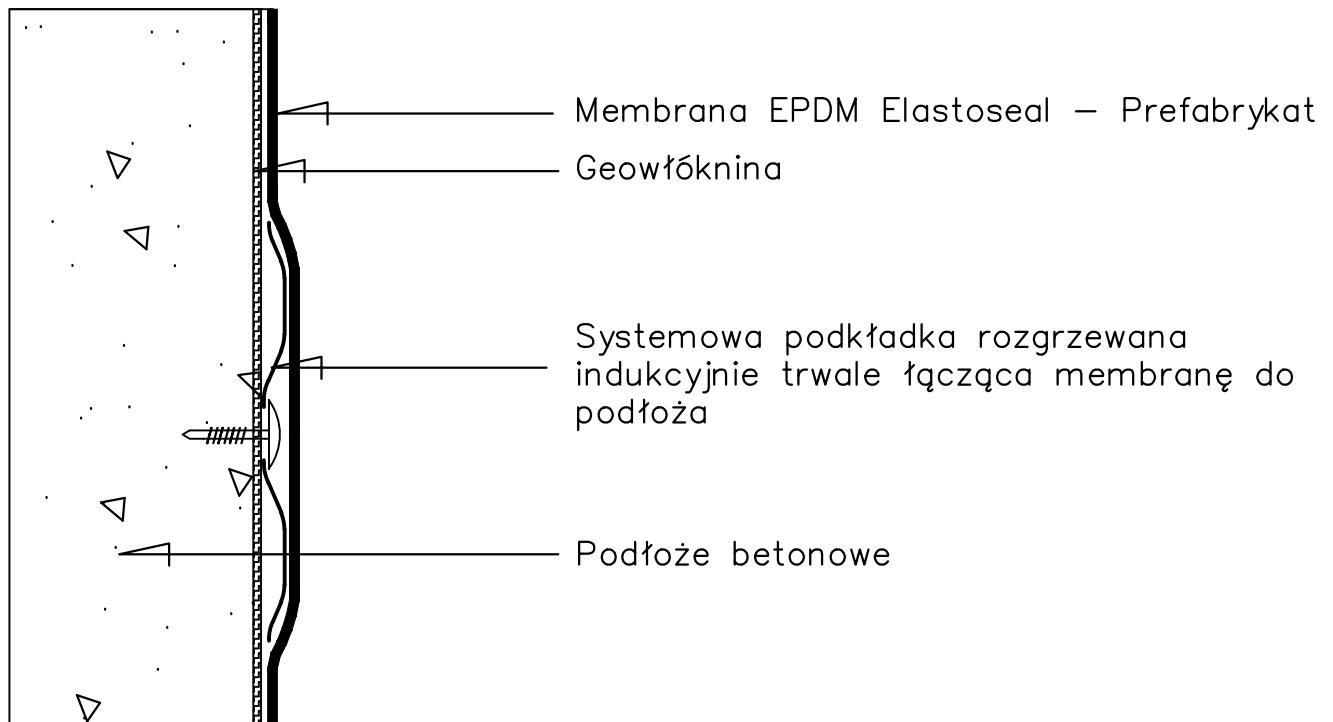 Membrana EPDM Elastoseal – Prefabrykat
Geowłóknina
Systemowa podkładka rozgrzewana
indukcyjnie trwale łącząca membranę do
podłoża
Podłoże betonowe